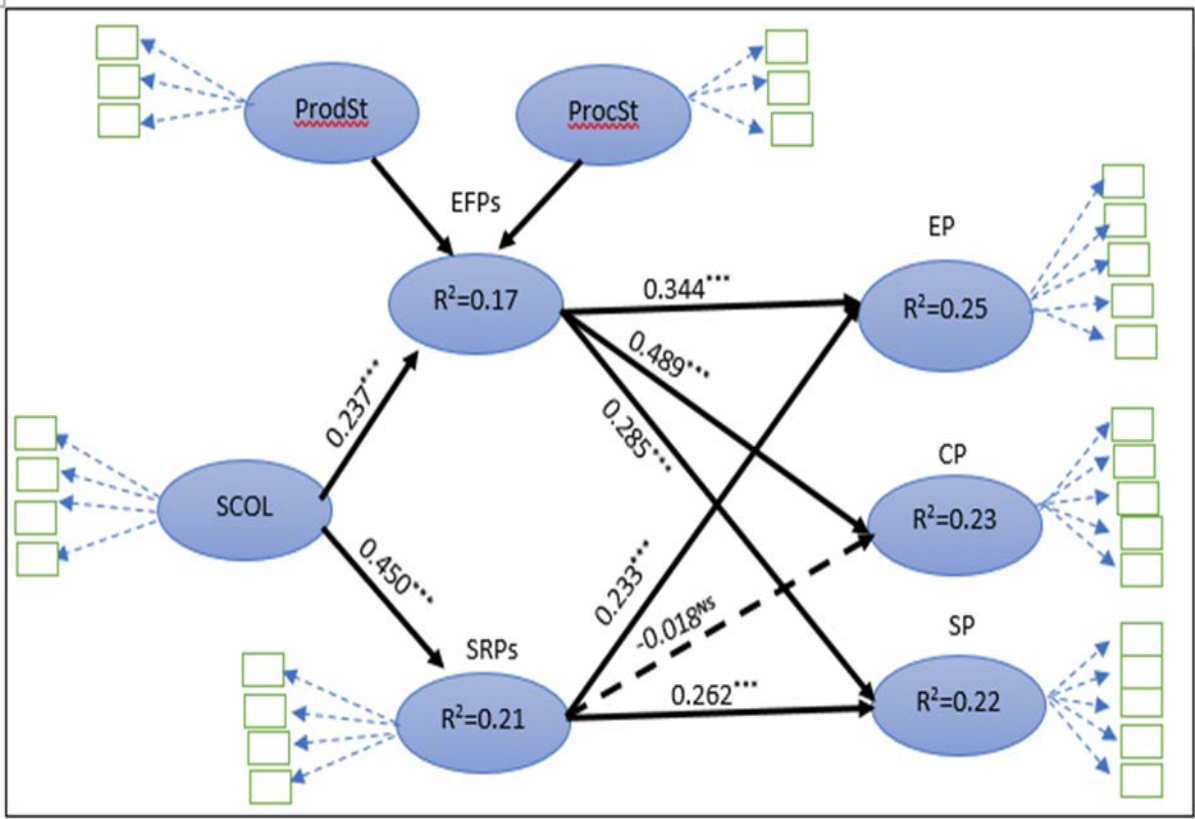 ProdSt
ProcSt
EFPs
EP
R²=0.17
0.344***
R²=0.25
0.489***
0.237***
0.285***
CP
SCOL
R²=0.23
0.450***
0.233***
-0.018ᴺˢ
SRPs
SP
0.262***
R²=0.21
R²=0.22